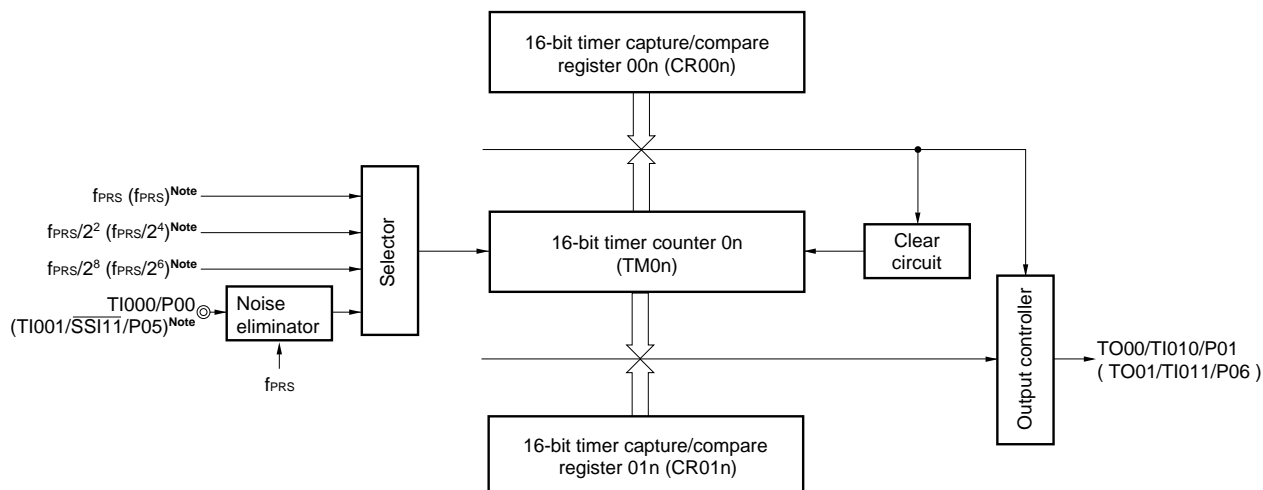 16-bit timer capture/compare
register 00n (CR00n)
fPRS (fPRS)Note
fPRS/2² (fPRS/2⁴)Note
fPRS/2⁸ (fPRS/2⁶)Note
TI000/P00
(TI001/S̅S̅I̅1̅1̅/P05)Note
Noise
eliminator
fPRS
Selector
16-bit timer counter 0n
(TM0n)
Clear
circuit
Output controller
TO00/TI010/P01
( TO01/TI011/P06 )
16-bit timer capture/compare
register 01n (CR01n)